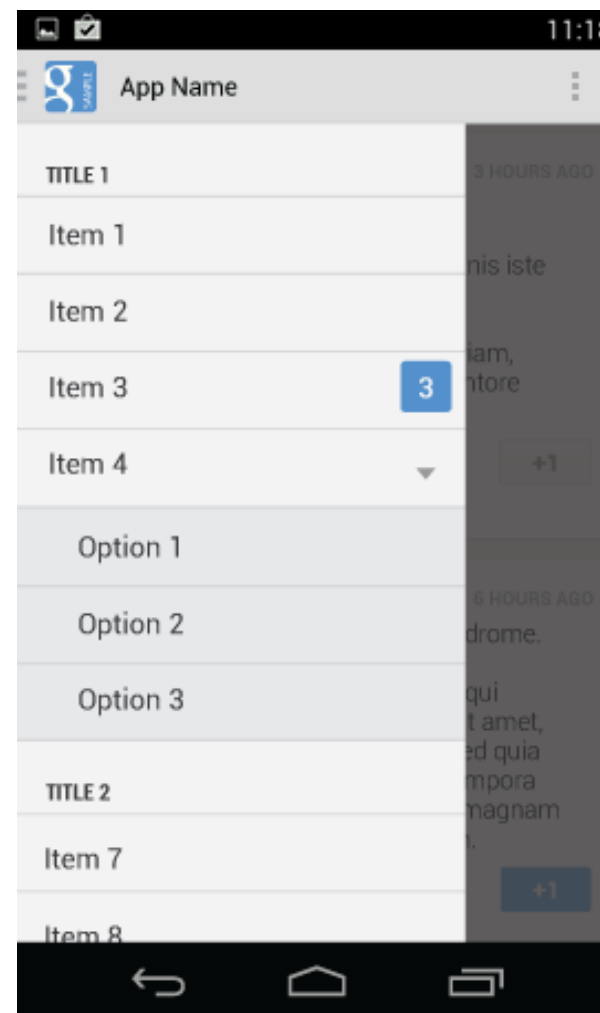 11:18
g
SAMPLE
App Name
TITLE 1
3 HOURS AGO
Item 1
nis iste
Item 2
iam,
Item 3
3
ntore
Item 4
+1
Option 1
6 HOURS AGO
Option 2
drome.
qui
Option 3
t amet,
ed quia
TITLE 2
mpora
magnam
Item 7
+1
Item 8